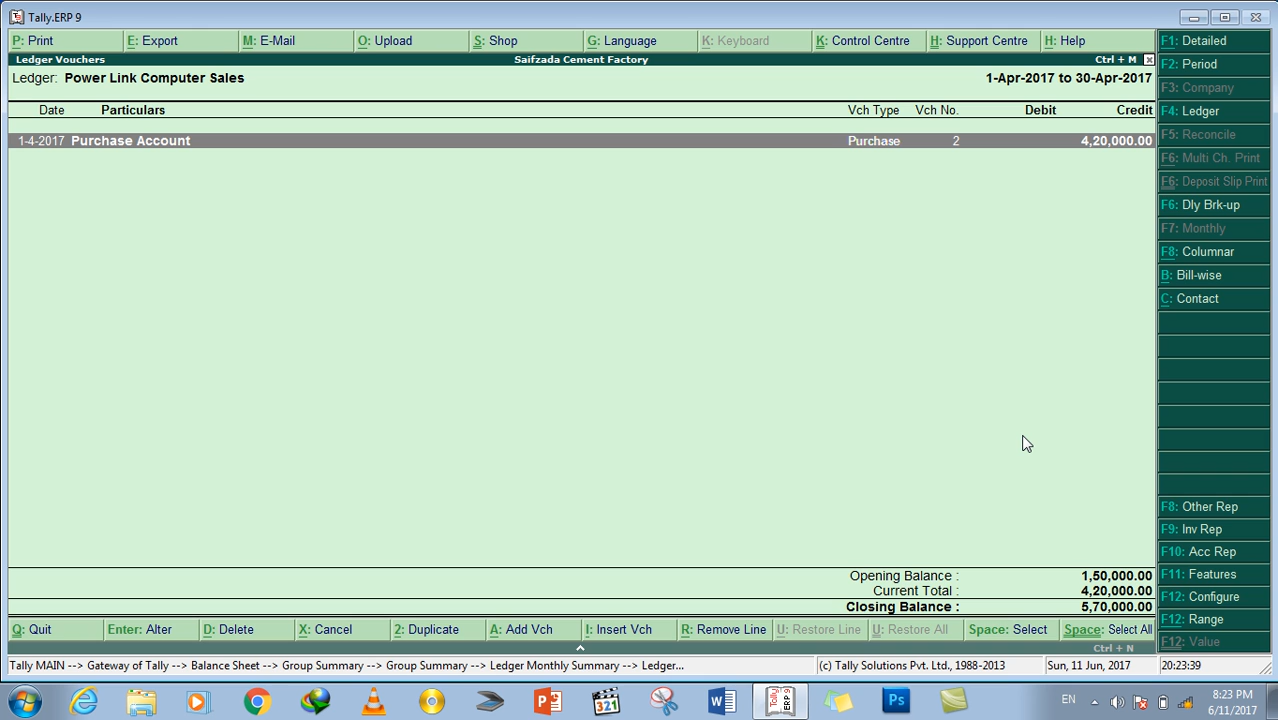 Tally.ERP 9
P: Print E: Export M: E-Mail O: Upload S: Shop G: Language K: Keyboard K: Control Centre H: Support Centre H: Help
Ledger Vouchers Saifzada Cement Factory Ctrl + M
Ledger: Power Link Computer Sales 1-Apr-2017 to 30-Apr-2017
Date Particulars Vch Type Vch No. Debit Credit
1-4-2017 Purchase Account Purchase 2 4,20,000.00
F1: Detailed
F2: Period
F3: Company
F4: Ledger
F5: Reconcile
F6: Multi Ch. Print
F6: Deposit Slip Print
F6: Dly Brk-up
F7: Monthly
F8: Columnar
B: Bill-wise
C: Contact
F8: Other Rep
F9: Inv Rep
F10: Acc Rep
F11: Features
F12: Configure
F12: Range
F12: Value
Opening Balance : 1,50,000.00
Current Total : 4,20,000.00
Closing Balance : 5,70,000.00
Q: Quit Enter: Alter D: Delete X: Cancel 2: Duplicate A: Add Vch I: Insert Vch R: Remove Line U: Restore Line U: Restore All Space: Select Space: Select All
Ctrl + N
Tally MAIN --> Gateway of Tally --> Balance Sheet --> Group Summary --> Group Summary --> Ledger Monthly Summary --> Ledger... (c) Tally Solutions Pvt. Ltd., 1988-2013 Sun, 11 Jun, 2017 20:23:39
321
Tally
ERP 9
Ps
EN
8:23 PM
6/11/2017